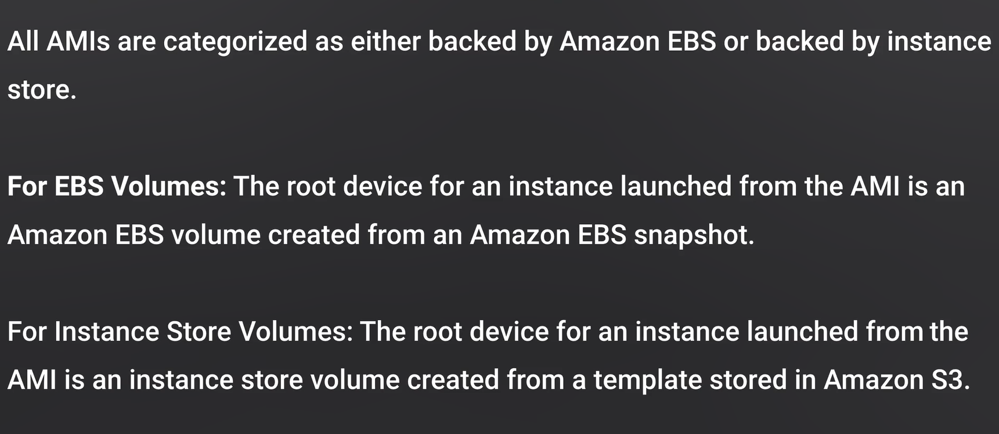 All AMIs are categorized as either backed by Amazon EBS or backed by instance
store.
For EBS Volumes: The root device for an instance launched from the AMI is an
Amazon EBS volume created from an Amazon EBS snapshot.
For Instance Store Volumes: The root device for an instance launched from the
AMI is an instance store volume created from a template stored in Amazon S3.